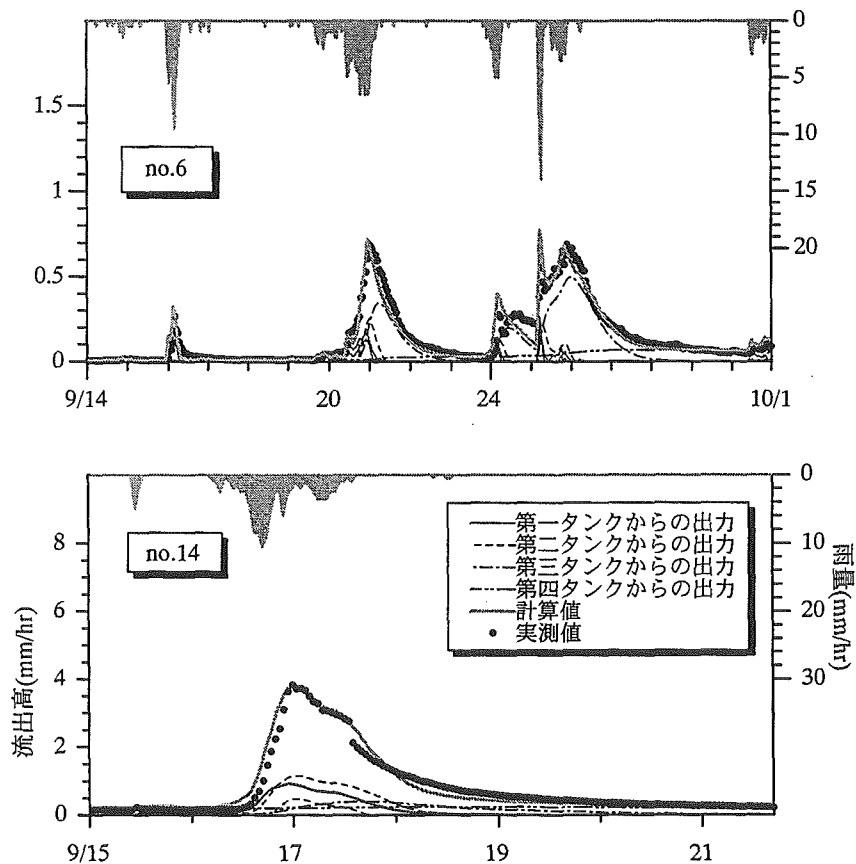 0
5
10
15
20
1.5
1
0.5
0
no.6
9/14
20
24
10/1
0
10
20
30
雨量(mm/hr)
8
6
4
2
0
流出高(mm/hr)
no.14
第一タンクからの出力
第二タンクからの出力
第三タンクからの出力
第四タンクからの出力
計算値
実測値
9/15
17
19
21